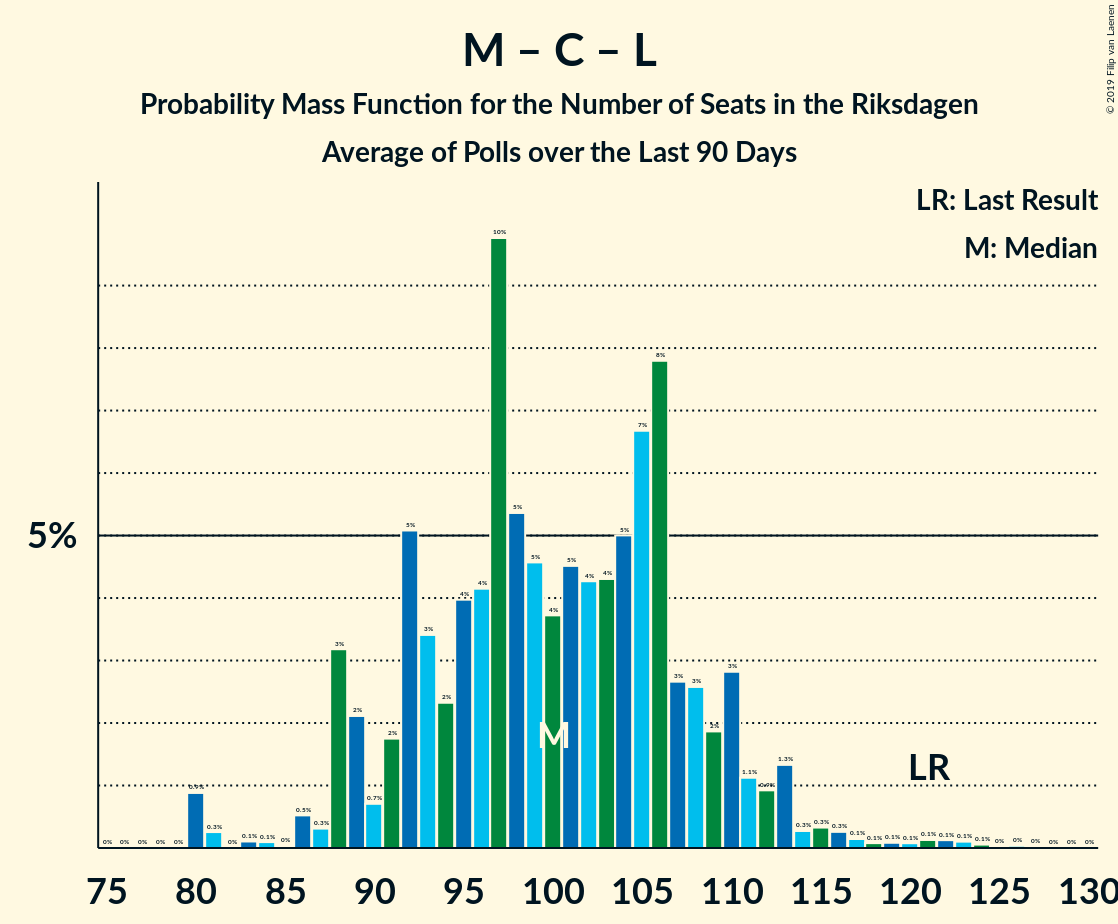 M – C – L
Probability Mass Function for the Number of Seats in the Riksdagen
Average of Polls over the Last 90 Days
© 2019 Filip van Laenen
LR: Last Result
M: Median
5%
0% 0% 0% 0% 0% 0.9% 0.3% 0% 0.1% 0.1% 0% 0.5% 0.3% 3% 2% 0.7% 2% 5% 3% 2% 4% 4% 10% 5% 5% 4% 5% 4% 4% 5% 7% 8% 3% 3% 2% 3% 1.1% 0.9% 1.3% 0.3% 0.3% 0.3% 0.1% 0.1% 0.1% 0.1% 0.1% 0.1% 0.1% 0.1% 0% 0% 0% 0% 0% 0%
M
LR
75 80 85 90 95 100 105 110 115 120 125 130